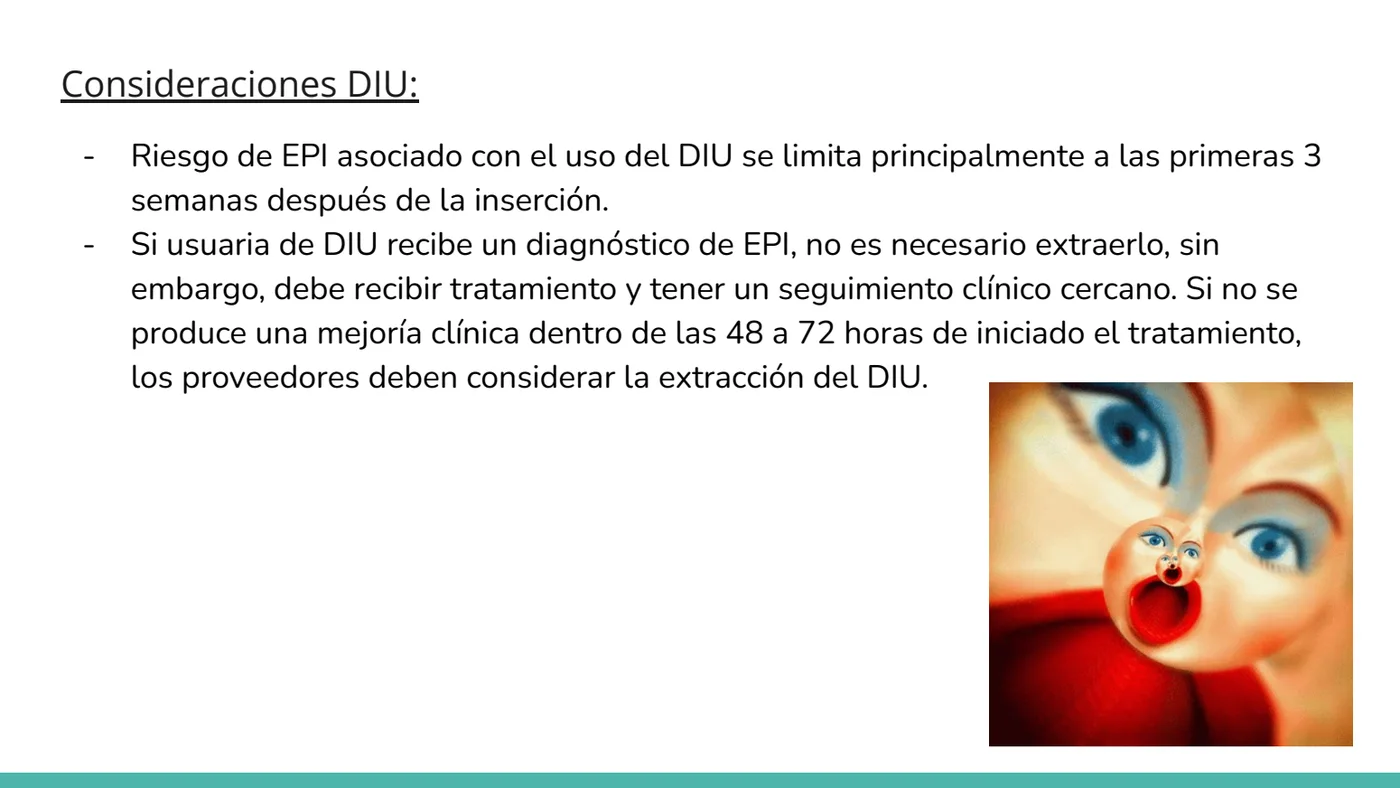 Consideraciones DIU:
- Riesgo de EPI asociado con el uso del DIU se limita principalmente a las primeras 3
semanas después de la inserción.
- Si usuaria de DIU recibe un diagnóstico de EPI, no es necesario extraerlo, sin
embargo, debe recibir tratamiento y tener un seguimiento clínico cercano. Si no se
produce una mejoría clínica dentro de las 48 a 72 horas de iniciado el tratamiento,
los proveedores deben considerar la extracción del DIU.